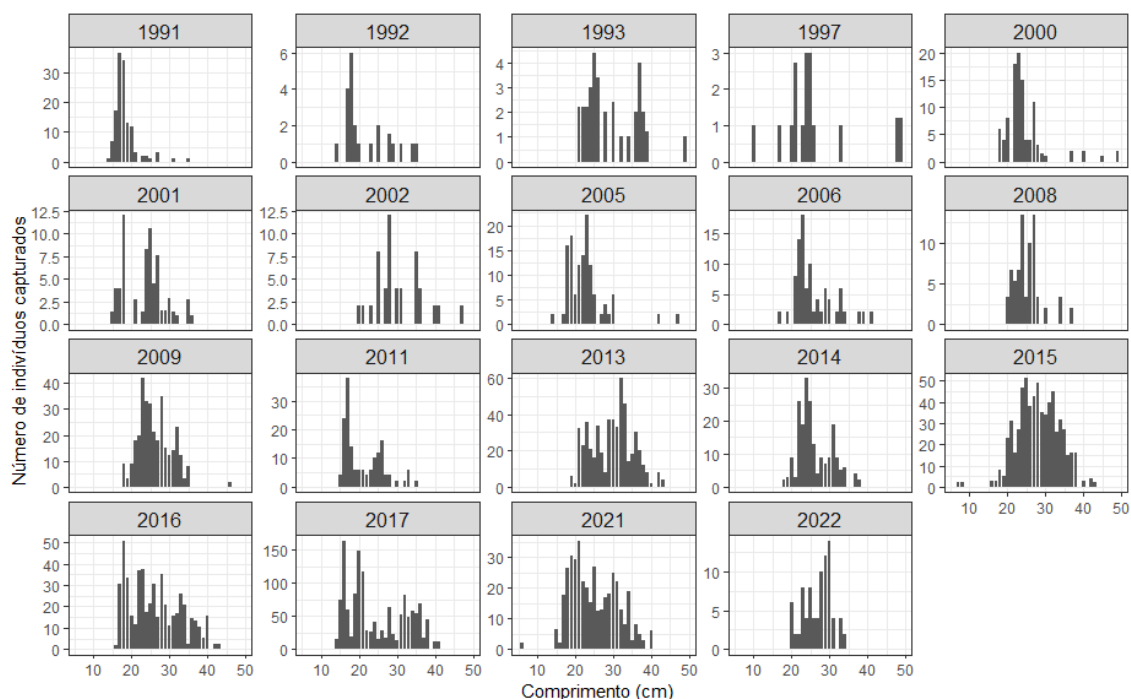 1991 1992 1993 1997 2000
30 20 10 0
6 4 2 0
4 3 2 1 0
3 2 1 0
20 15 10 5 0
2001 2002 2005 2006 2008
12.5 10.0 7.5 5.0 2.5 0.0
12.5 10.0 7.5 5.0 2.5 0.0
20 15 10 5 0
15 10 5 0
10 5 0
2009 2011 2013 2014 2015
40 30 20 10 0
30 20 10 0
60 40 20 0
30 20 10 0
50 40 30 20 10 0
10 20 30 40 50
2016 2017 2021 2022
50 40 30 20 10 0
150 100 50 0
30 20 10 0
10 5 0
10 20 30 40 50
10 20 30 40 50
10 20 30 40 50
10 20 30 40 50
Número de indivíduos capturados
Comprimento (cm)